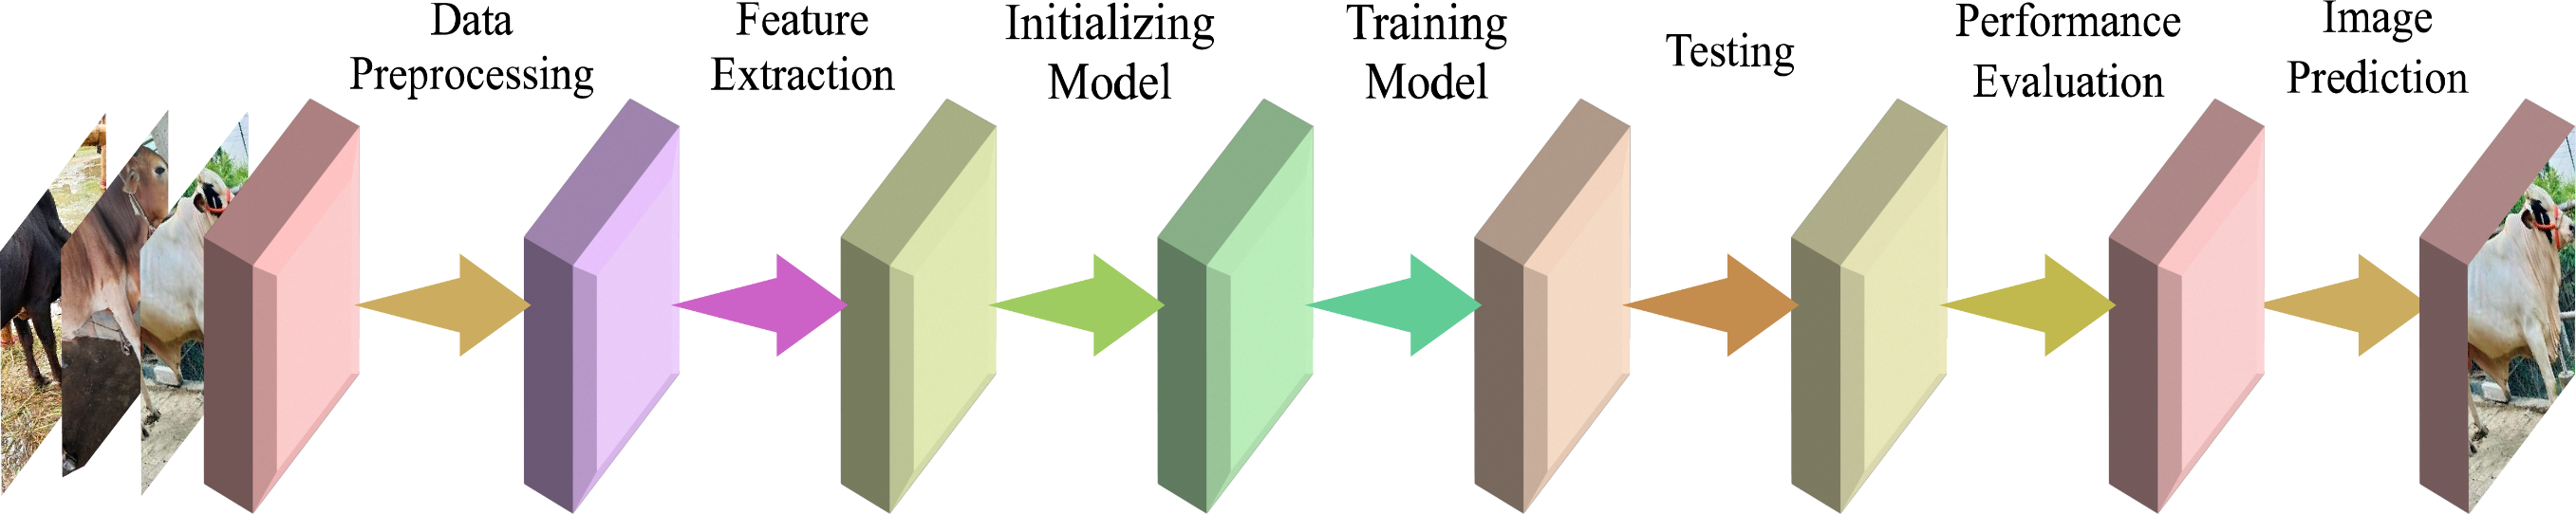 Data
Preprocessing
Feature
Extraction
Initializing
Model
Training
Model
Testing
Performance
Evaluation
Image
Prediction